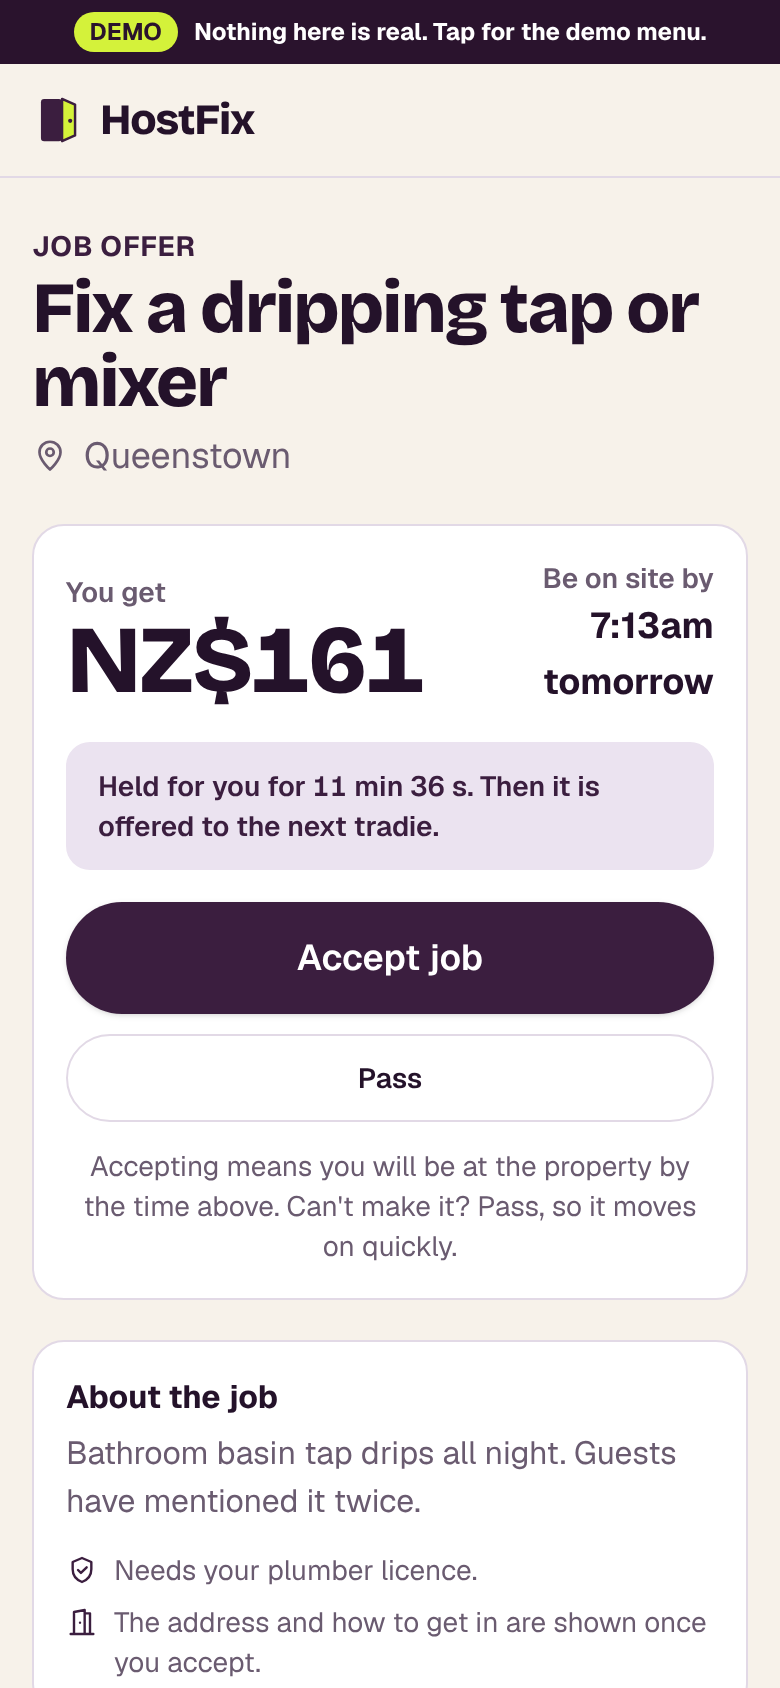 DEMO Nothing here is real. Tap for the demo menu.
HostFix
JOB OFFER
Fix a dripping tap or
mixer
Queenstown
You get
NZ$161
Be on site by
7:13am
tomorrow
Held for you for 11 min 36 s. Then it is
offered to the next tradie.
Accept job
Pass
Accepting means you will be at the property by
the time above. Can't make it? Pass, so it moves
on quickly.
About the job
Bathroom basin tap drips all night. Guests
have mentioned it twice.
Needs your plumber licence.
The address and how to get in are shown once
you accept.